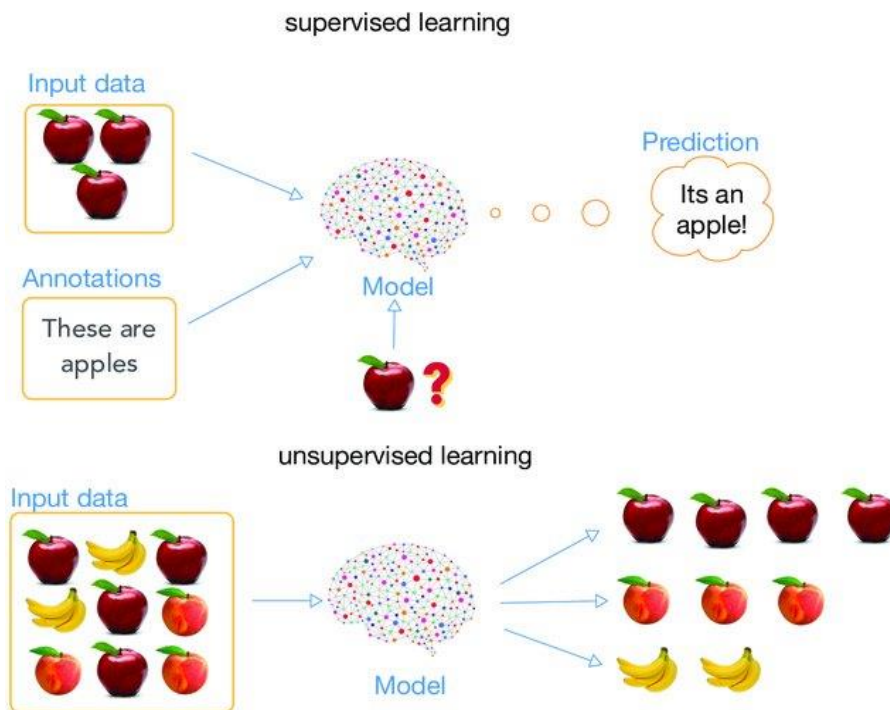 supervised learning
Input data
Prediction
Its an
apple!
Annotations
These are
apples
Model
?
unsupervised learning
Input data
Model